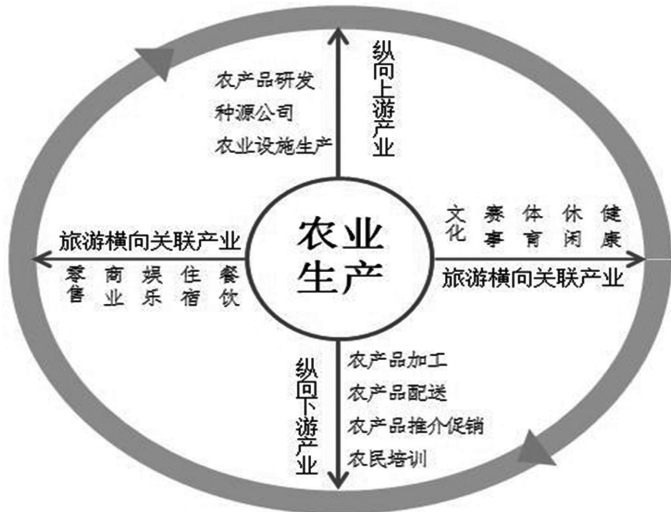 纵向上游产业
农产品研发
种源公司
农业设施生产
文化
赛事
体育
休闲
健康
旅游横向关联产业
农业
生产
旅游横向关联产业
零售
商业
娱乐
住宿
餐饮
纵向下游产业
农产品加工
农产品配送
农产品推介促销
农民培训